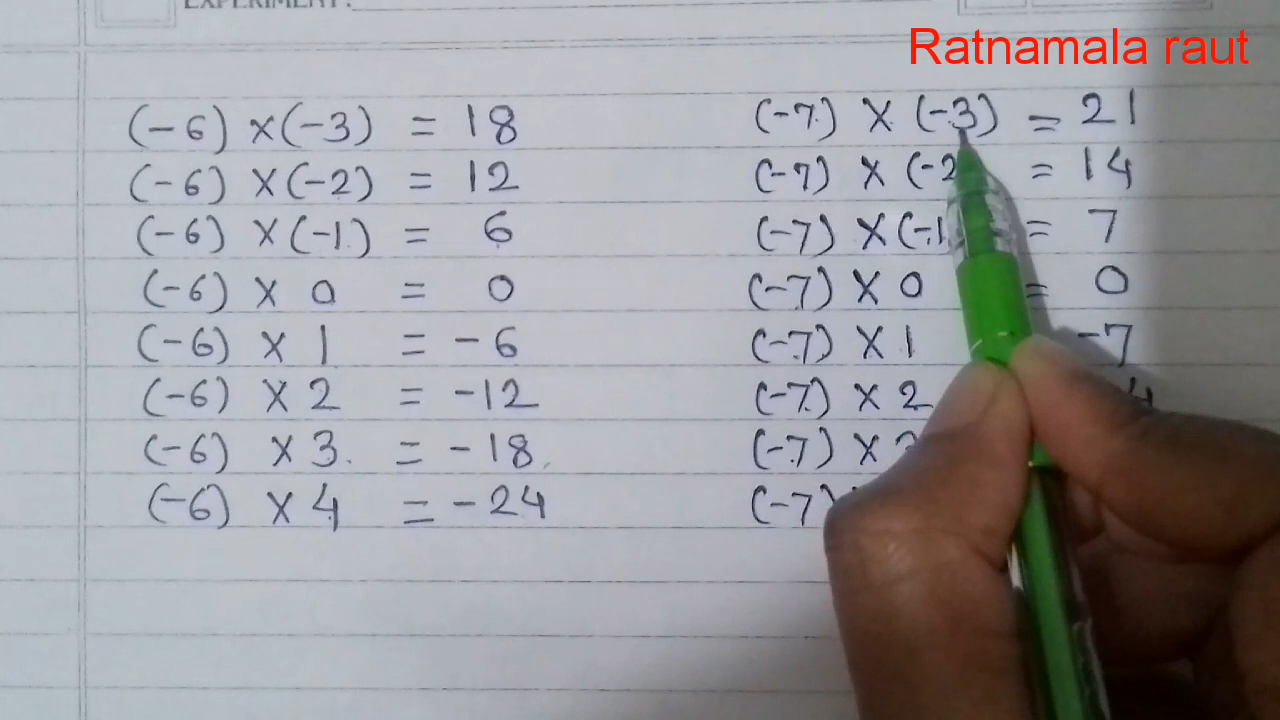 EXPERIMENT:
Ratnamala raut
(-6) ×(-3) = 18
(-6) ×(-2) = 12
(-6) ×(-1) = 6
(-6) × 0 = 0
(-6) × 1 = -6
(-6) × 2 = -12
(-6) × 3 = -18
(-6) × 4 = -24
(-7) × (-3) = 21
(-7) × (-2 = 14
(-7) ×(-1 = 7
(-7) × 0 = 0
(-7) × 1 -7
(-7) × 2
(-7) ×
(-7)